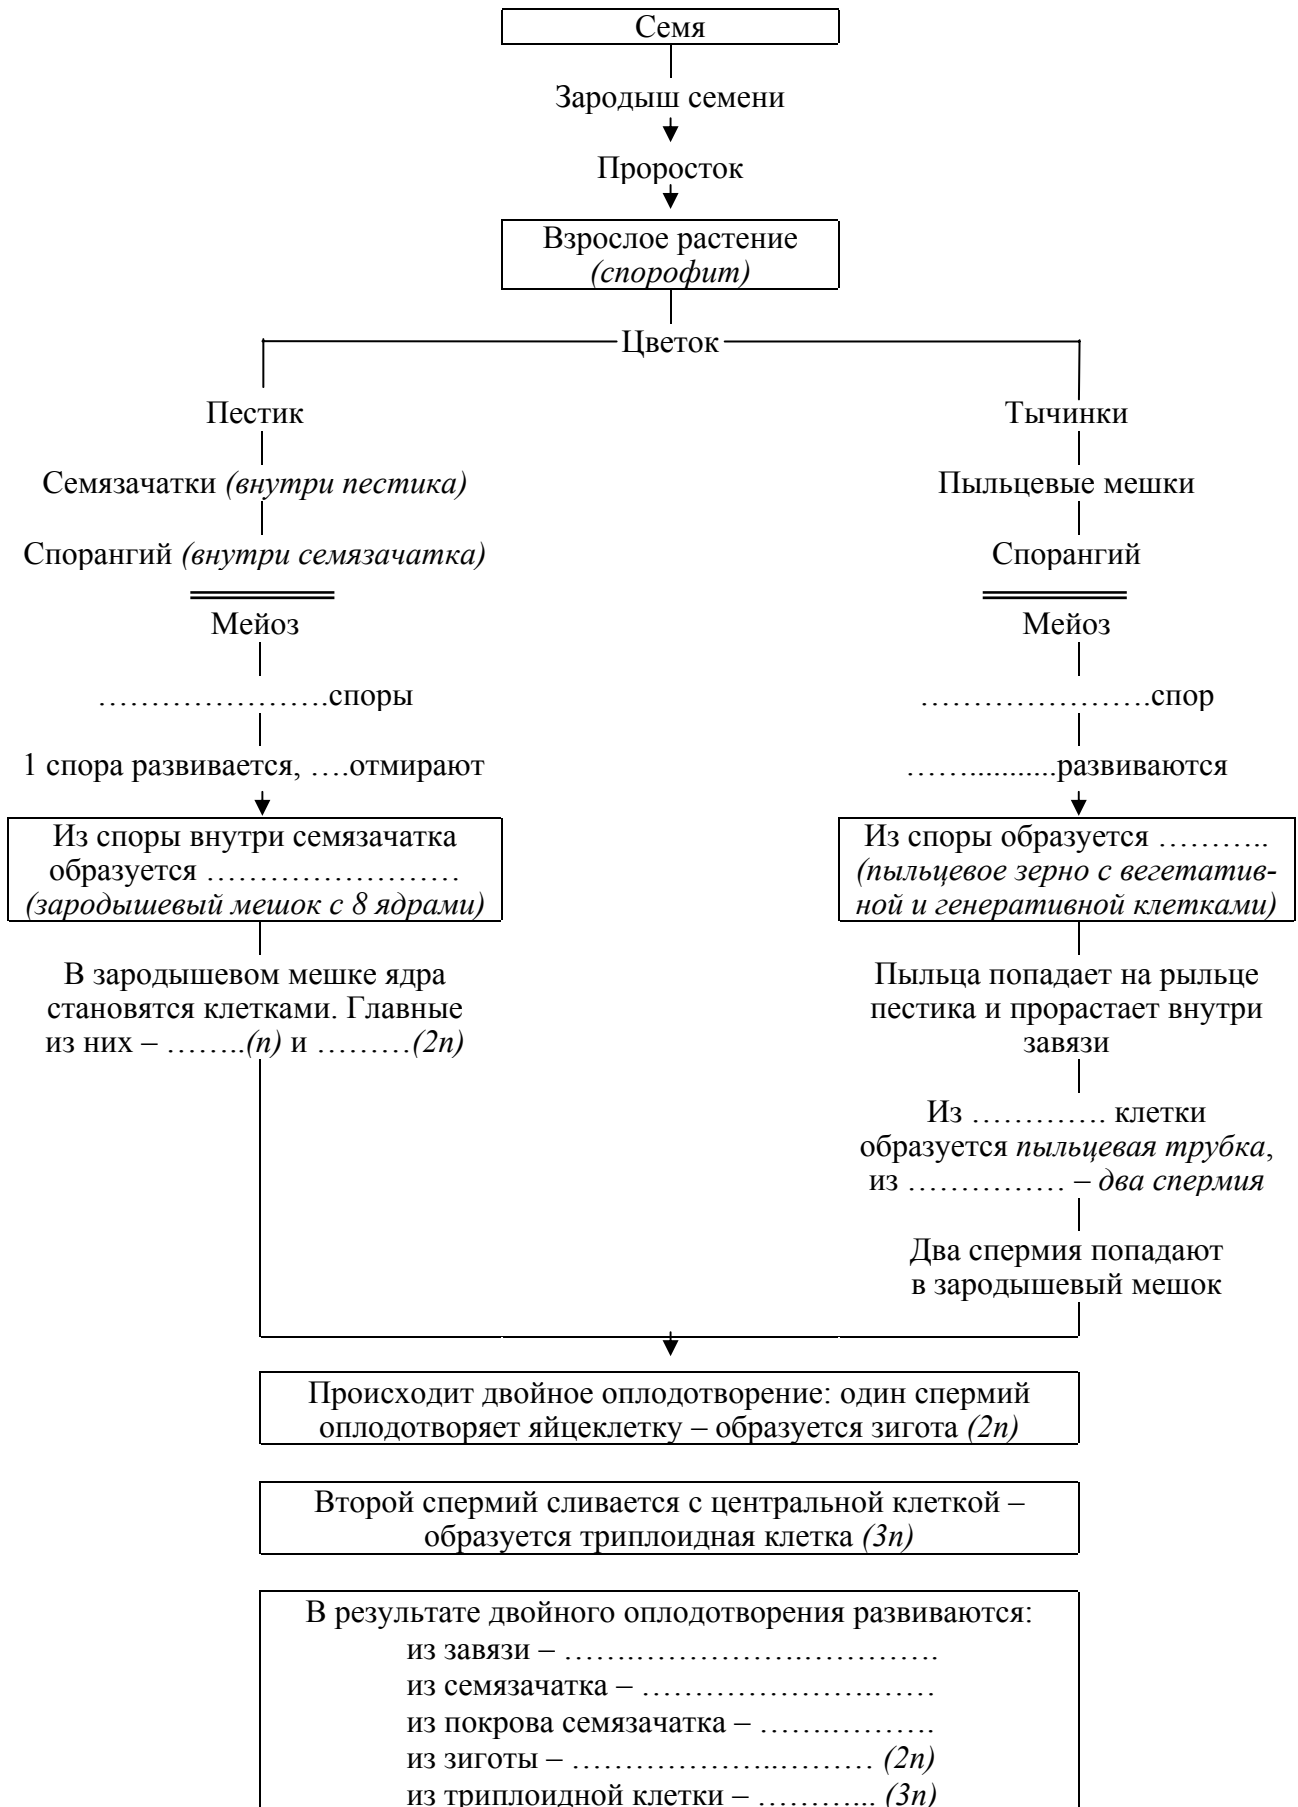 Семя
Зародыш семени
Проросток
Взрослое растение
(спорофит)
Цветок
Пестик
Тычинки
Семязачатки (внутри пестика)
Пыльцевые мешки
Спорангий (внутри семязачатка)
Спорангий
Мейоз
Мейоз
………………….споры
………………….спор
1 спора развивается, ….отмирают
……...........развиваются
Из споры внутри семязачатка
образуется ……………………
(зародышевый мешок с 8 ядрами)
Из споры образуется ………..
(пыльцевое зерно с вегетатив-
ной и генеративной клетками)
В зародышевом мешке ядра
становятся клетками. Главные
из них – ……..(n) и ………(2n)
Пыльца попадает на рыльце
пестика и прорастает внутри
завязи
Из …………. клетки
образуется пыльцевая трубка,
из …………… – два спермия
Два спермия попадают
в зародышевый мешок
Происходит двойное оплодотворение: один спермий
оплодотворяет яйцеклетку – образуется зигота (2n)
Второй спермий сливается с центральной клеткой –
образуется триплоидная клетка (3n)
В результате двойного оплодотворения развиваются:
из завязи – …….…………….………….
из семязачатка – ………………….……
из покрова семязачатка – …….……….
из зиготы – ………………..……… (2n)
из триплоидной клетки – ………... (3n)